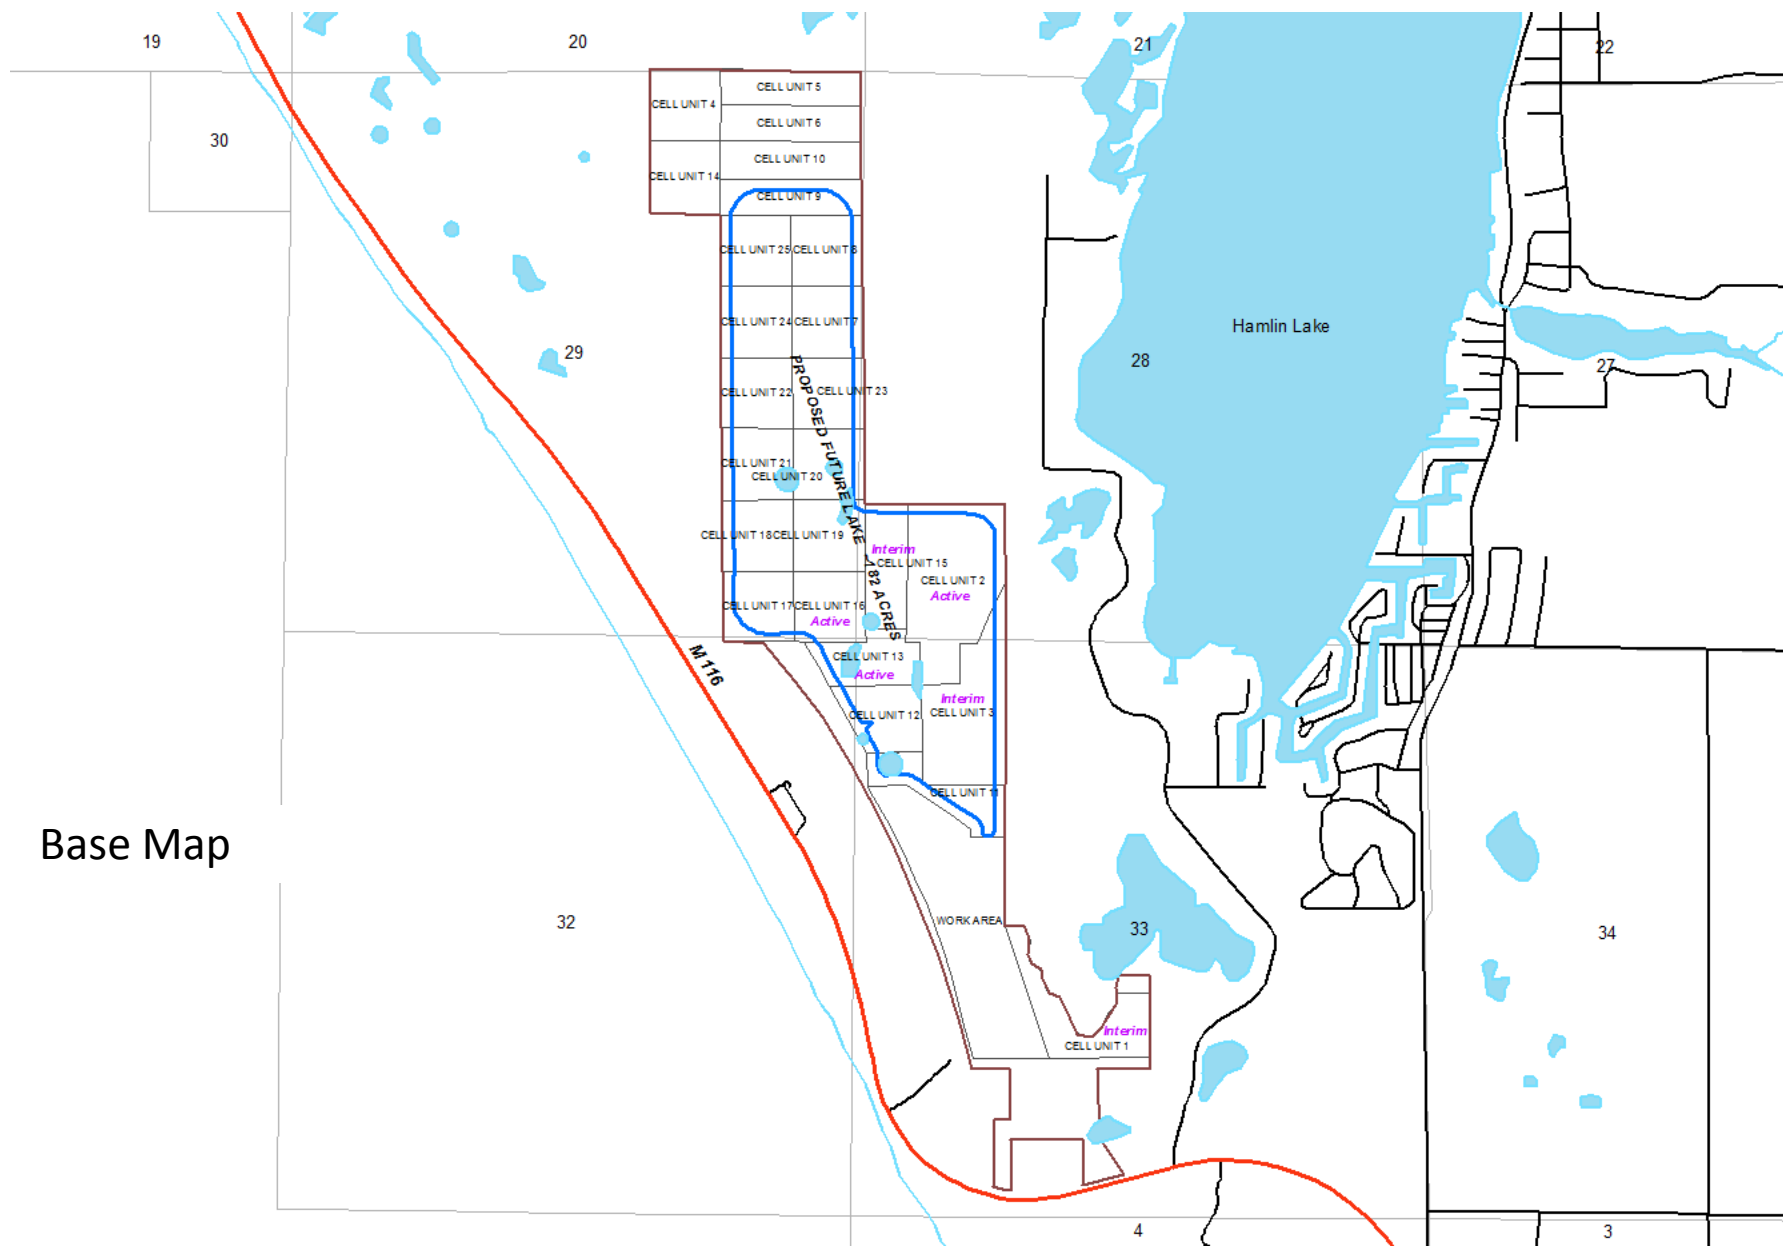 19
20
21
22
30
CELL UNIT 5
CELL UNIT 4
CELL UNIT 6
CELL UNIT 10
CELL UNIT 14
CELL UNIT 9
CELL UNIT 25
CELL UNIT 8
CELL UNIT 24
CELL UNIT 7
Hamlin Lake
29
28
27
CELL UNIT 22
CELL UNIT 23
PROPOSED FUTURE LAKE ~182 ACRES
CELL UNIT 21
CELL UNIT 20
CELL UNIT 18
CELL UNIT 19
Interim
CELL UNIT 15
CELL UNIT 2
Active
CELL UNIT 17
CELL UNIT 16
Active
M 116
CELL UNIT 13
Active
Interim
CELL UNIT 12
CELL UNIT 3
CELL UNIT 11
Base Map
32
WORK AREA
33
34
Interim
CELL UNIT 1
4
3